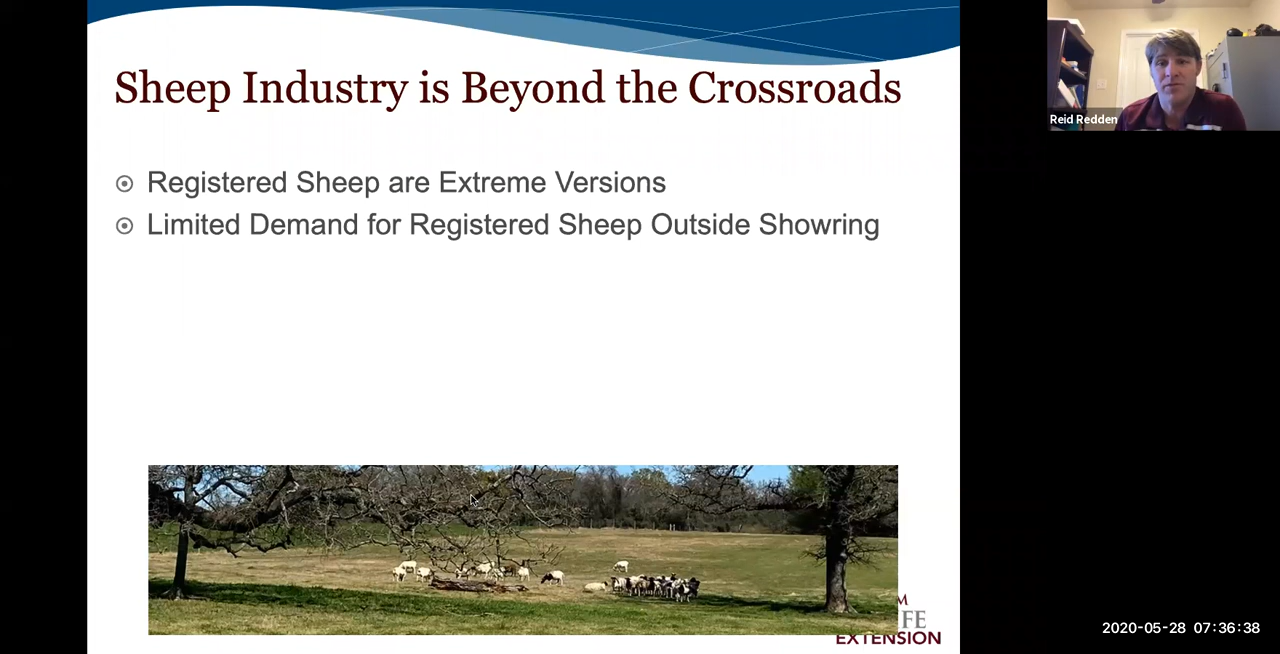 Sheep Industry is Beyond the Crossroads
Registered Sheep are Extreme Versions
Limited Demand for Registered Sheep Outside Showring
Reid Redden
M
FE
EXTENSION
2020-05-28 07:36:38